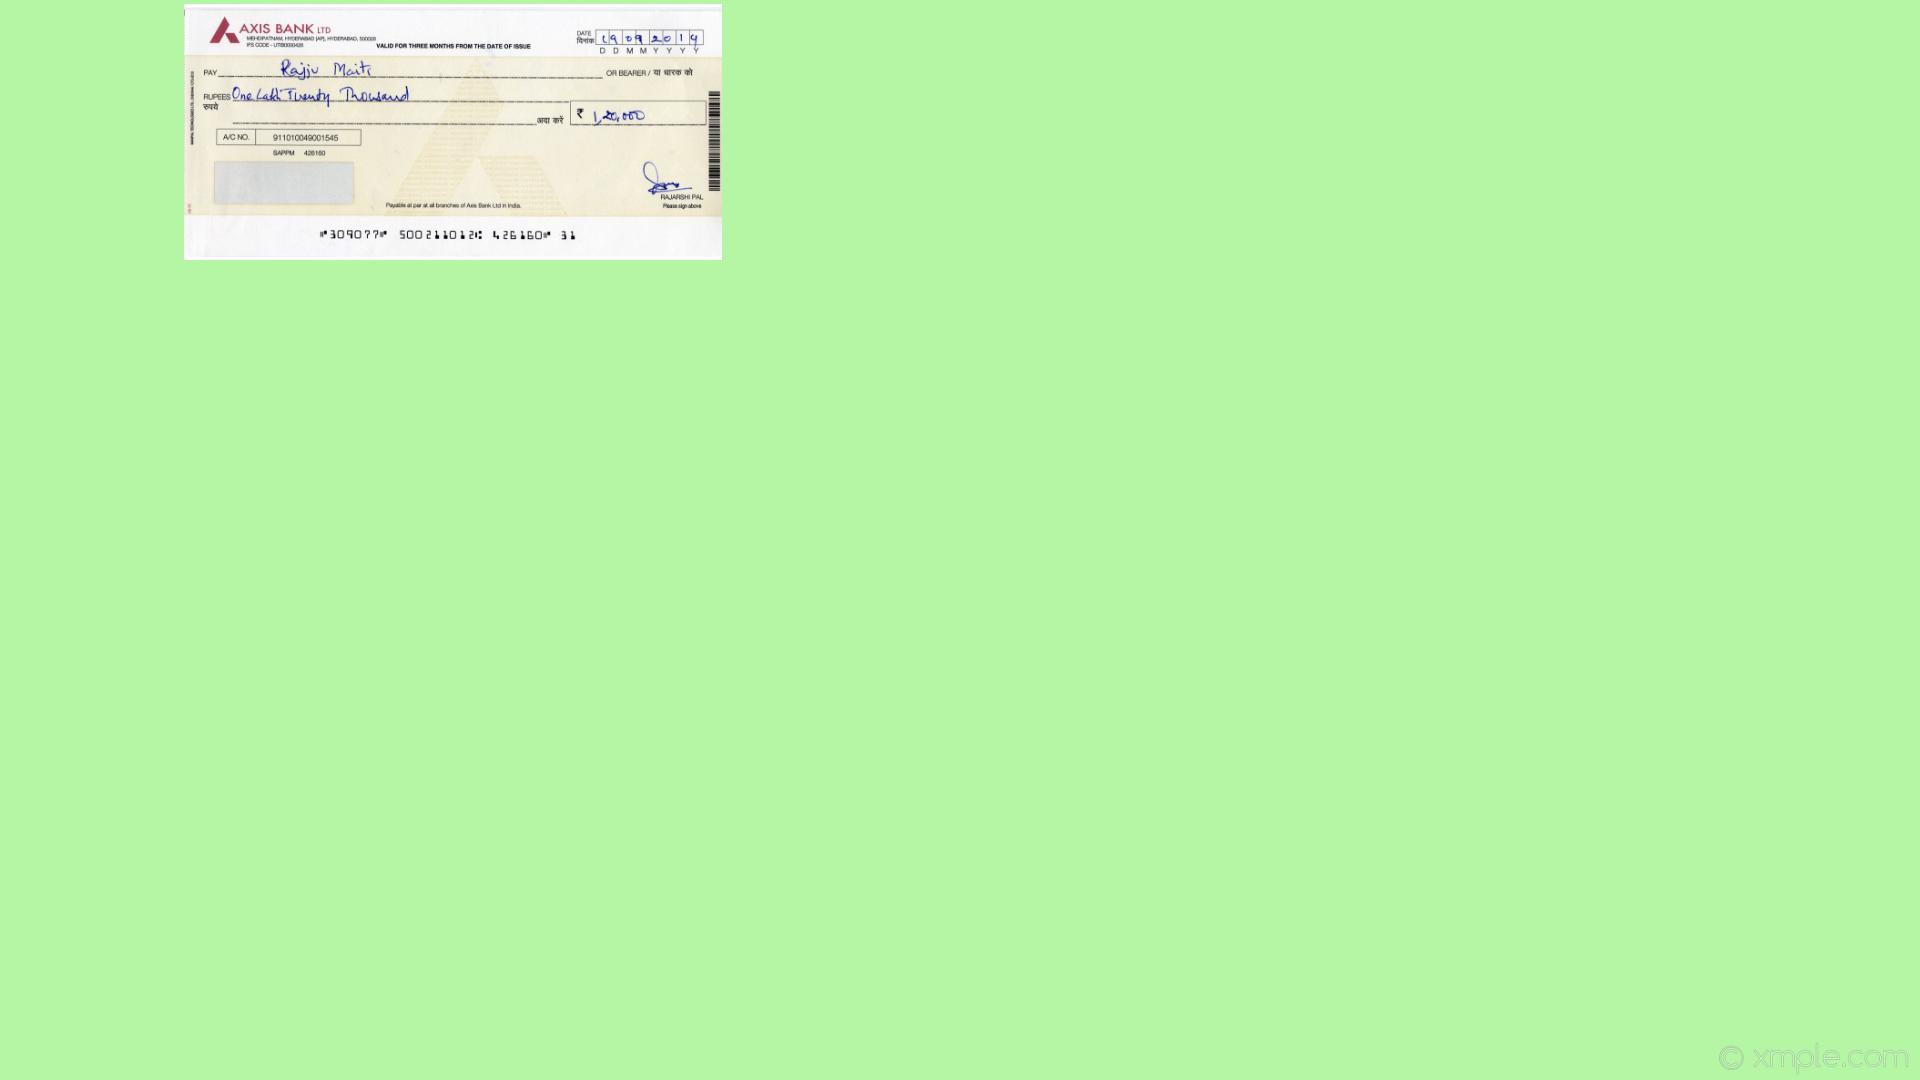 AXIS BANK LTD
MEHDIPATNAM, HYDERABAD [AP], HYDERABAD, 500028
IFS CODE - UTIB0000426
VALID FOR THREE MONTHS FROM THE DATE OF ISSUE
DATE
दिनांक
19092014
D D M M Y Y Y Y
PAY Rajju Maiti OR BEARER / या धारक को
RUPEES One Lakh Twenty Thousand
रुपये
अदा करें ₹ 1,20,000
A/C NO. 911010049001545
SAPPM 426160
RAJARSHI PAL
Please sign above
Payable at par at all branches of Axis Bank Ltd in India.
309077 500211012 426160 31
© xmple.com